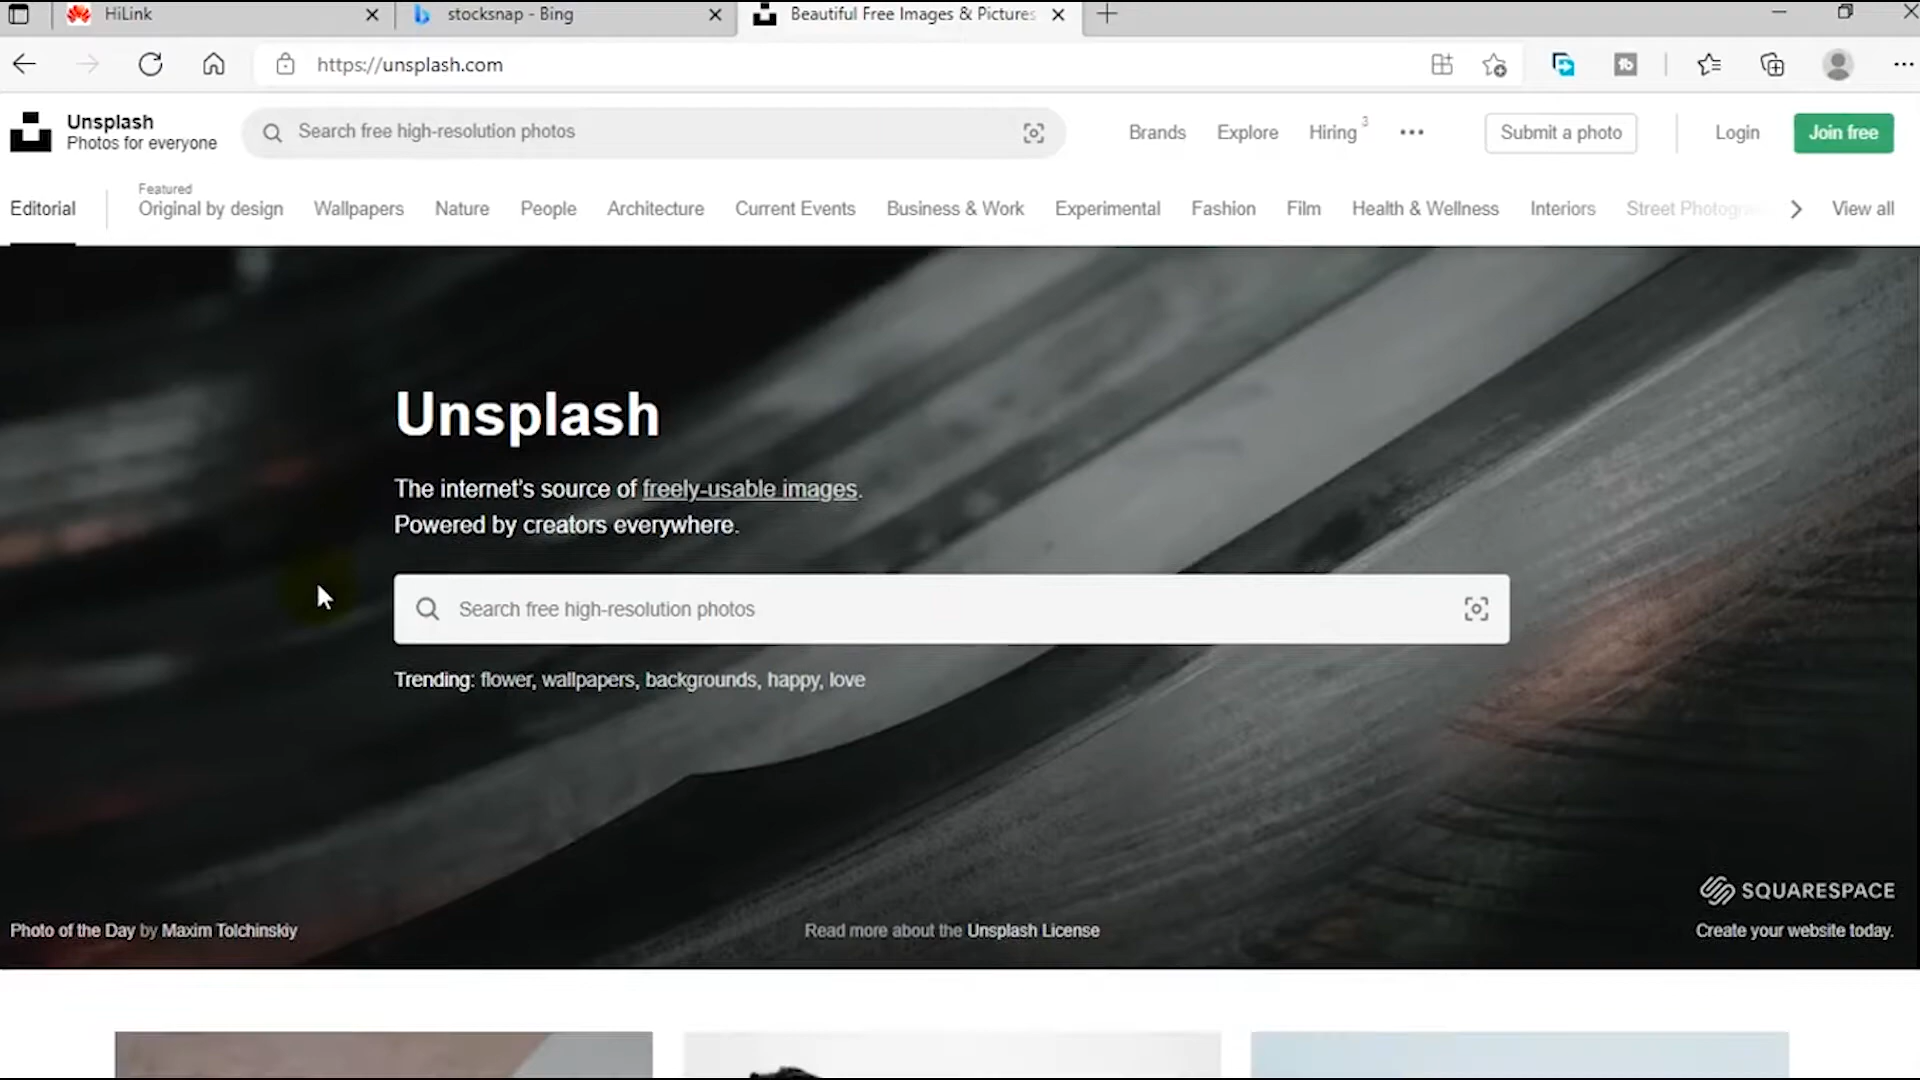 HiLink
stocksnap - Bing
Beautiful Free Images & Pictures
https://unsplash.com
Unsplash
Photos for everyone
Search free high-resolution photos
Brands
Explore
Hiring 3
Submit a photo
Login
Join free
Editorial
Featured
Original by design
Wallpapers
Nature
People
Architecture
Current Events
Business & Work
Experimental
Fashion
Film
Health & Wellness
Interiors
Street
View all
Unsplash
The internet's source of freely-usable images.
Powered by creators everywhere.
Search free high-resolution photos
Trending: flower, wallpapers, backgrounds, happy, love
SQUARESPACE
Photo of the Day by Maxim Tolchinskiy
Read more about the Unsplash License
Create your website today.